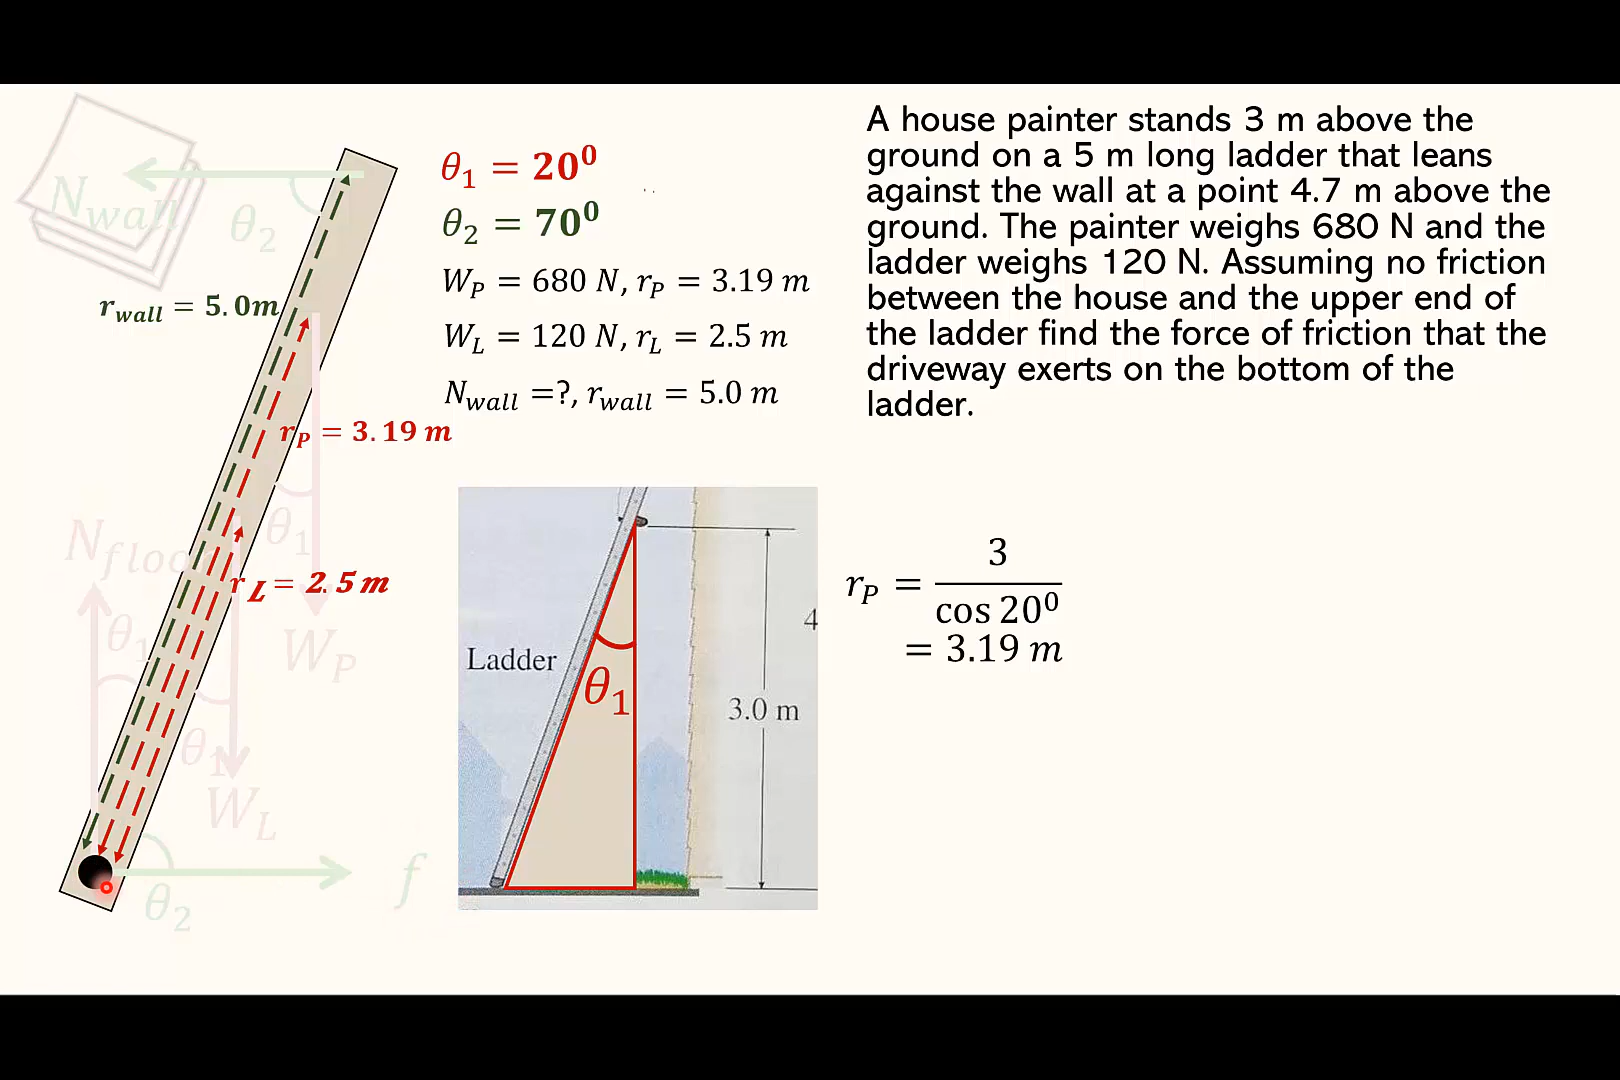 A house painter stands 3 m above the
ground on a 5 m long ladder that leans
against the wall at a point 4.7 m above the
ground. The painter weighs 680 N and the
ladder weighs 120 N. Assuming no friction
between the house and the upper end of
the ladder find the force of friction that the
driveway exerts on the bottom of the
ladder.
θ₁ = 20⁰
θ₂ = 70⁰
W_P = 680 N, r_P = 3.19 m
W_L = 120 N, r_L = 2.5 m
N_wall =?, r_wall = 5.0 m
N_wall
θ₂
r_wall = 5.0m
r_P = 3.19 m
θ₁
N_floor
r_L = 2.5 m
θ₁
W_P
θ₁
W_L
f
θ₂
Ladder
θ₁
3.0 m
4
r_P = 3 / cos 20⁰
= 3.19 m